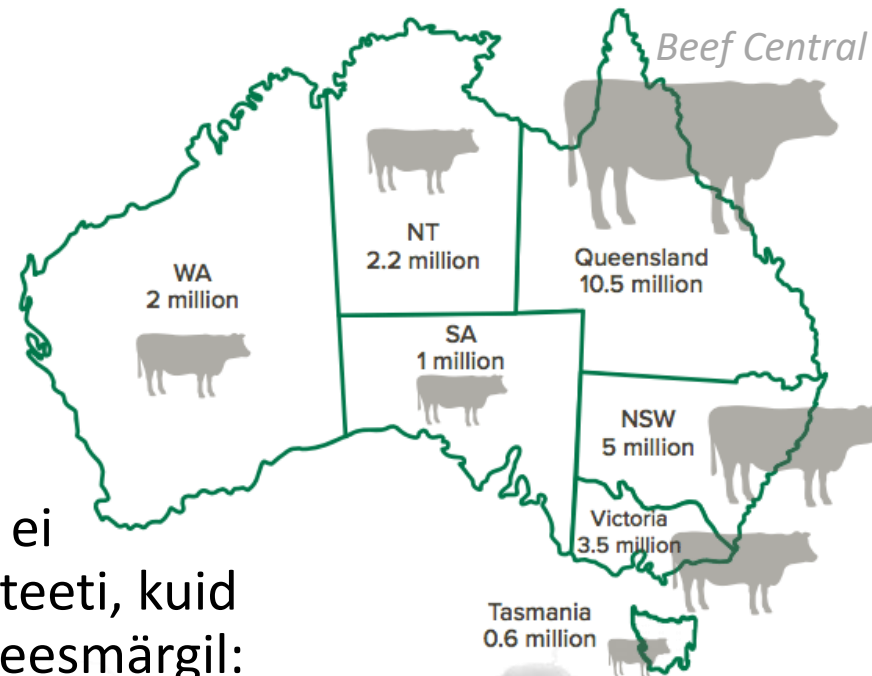 Beef Central
NT
2.2 million
Queensland
10.5 million
WA
2 million
SA
1 million
NSW
5 million
Victoria
3.5 million
ei
teeti, kuid
eesmärgil:
Tasmania
0.6 million